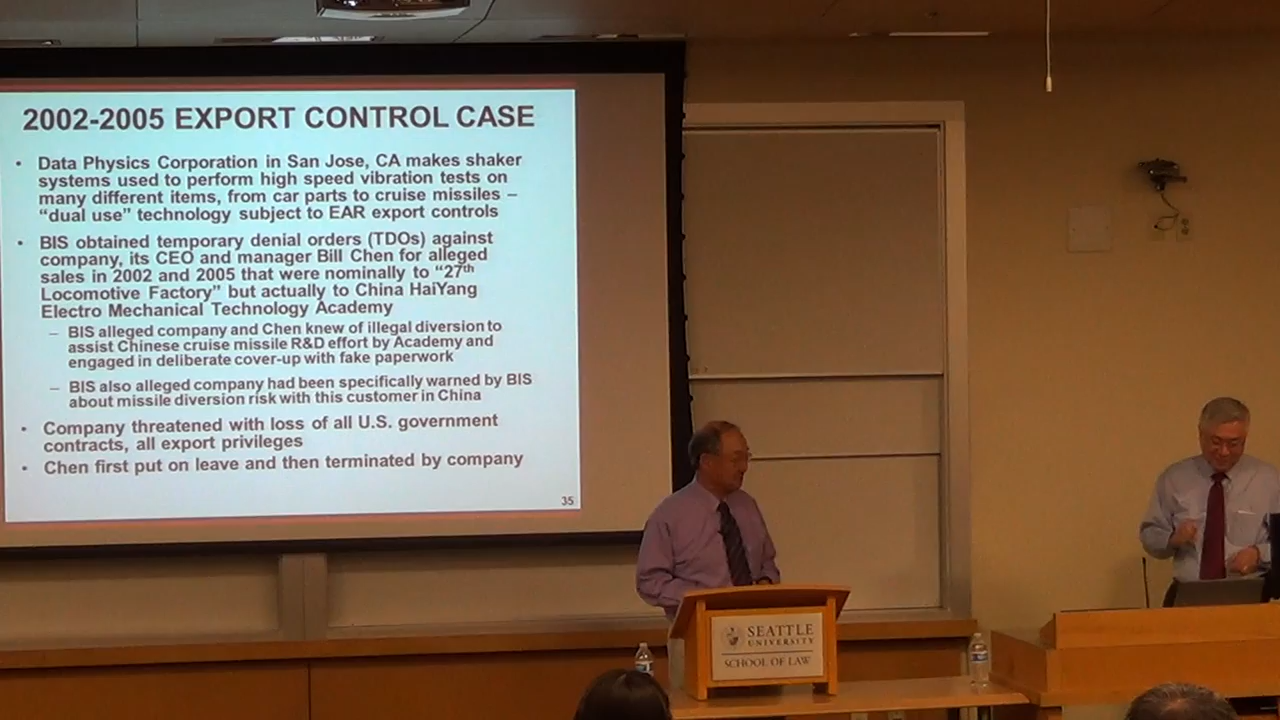 2002-2005 EXPORT CONTROL CASE
• Data Physics Corporation in San Jose, CA makes shaker
systems used to perform high speed vibration tests on
many different items, from car parts to cruise missiles –
“dual use” technology subject to EAR export controls
• BIS obtained temporary denial orders (TDOs) against
company, its CEO and manager Bill Chen for alleged
sales in 2002 and 2005 that were nominally to “27th
Locomotive Factory” but actually to China HaiYang
Electro Mechanical Technology Academy
– BIS alleged company and Chen knew of illegal diversion to
assist Chinese cruise missile R&D effort by Academy and
engaged in deliberate cover-up with fake paperwork
– BIS also alleged company had been specifically warned by BIS
about missile diversion risk with this customer in China
• Company threatened with loss of all U.S. government
contracts, all export privileges
• Chen first put on leave and then terminated by company
35
SEATTLE
UNIVERSITY
SCHOOL OF LAW